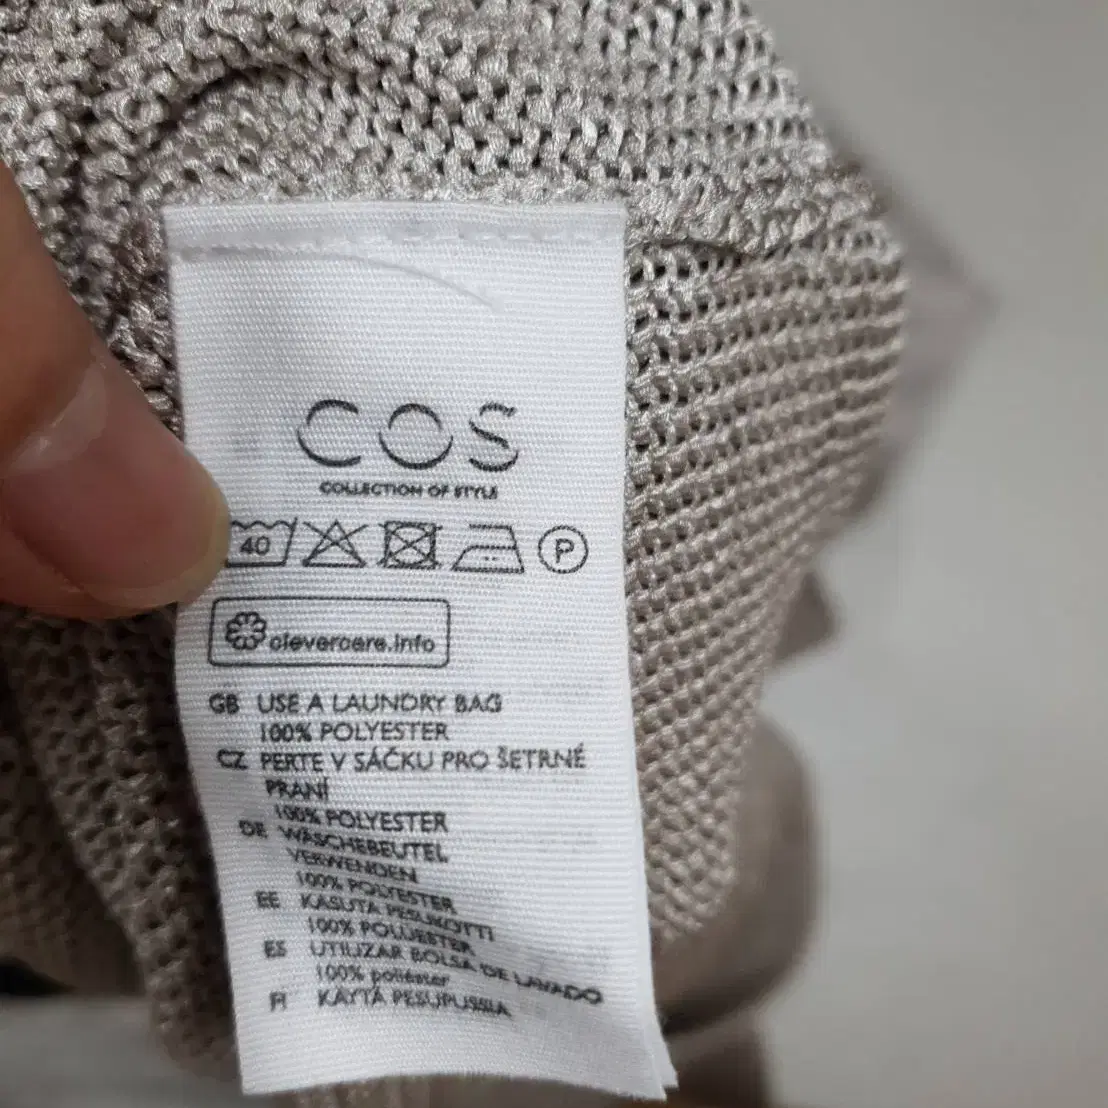 COS
COLLECTION OF STYLE
40
P
clevercare.info
GB USE A LAUNDRY BAG
100% POLYESTER
CZ PERTE V SÁČKU PRO ŠETRNÉ
PRANÍ
100% POLYESTER
DE WÄSCHEBEUTEL
VERWENDEN
100% POLYESTER
EE KASUTA PESUKOTTI
100% POLÜESTER
ES UTILIZAR BOLSA DE LAVADO
100% poliéster
FI KÄYTÄ PESUPUSSIA